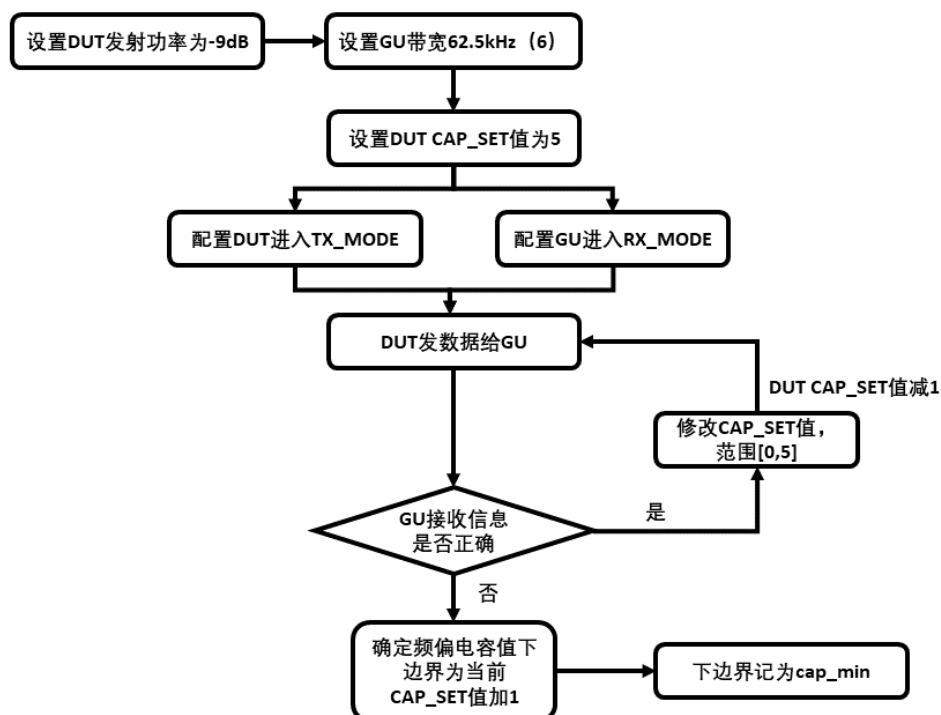 设置DUT发射功率为-9dB
设置GU带宽62.5kHz（6）
设置DUT CAP_SET值为5
配置DUT进入TX_MODE
配置GU进入RX_MODE
DUT发数据给GU
DUT CAP_SET值减1
修改CAP_SET值，
范围[0,5]
GU接收信息
是否正确
是
否
确定频偏电容值下
边界为当前
CAP_SET值加1
下边界记为cap_min